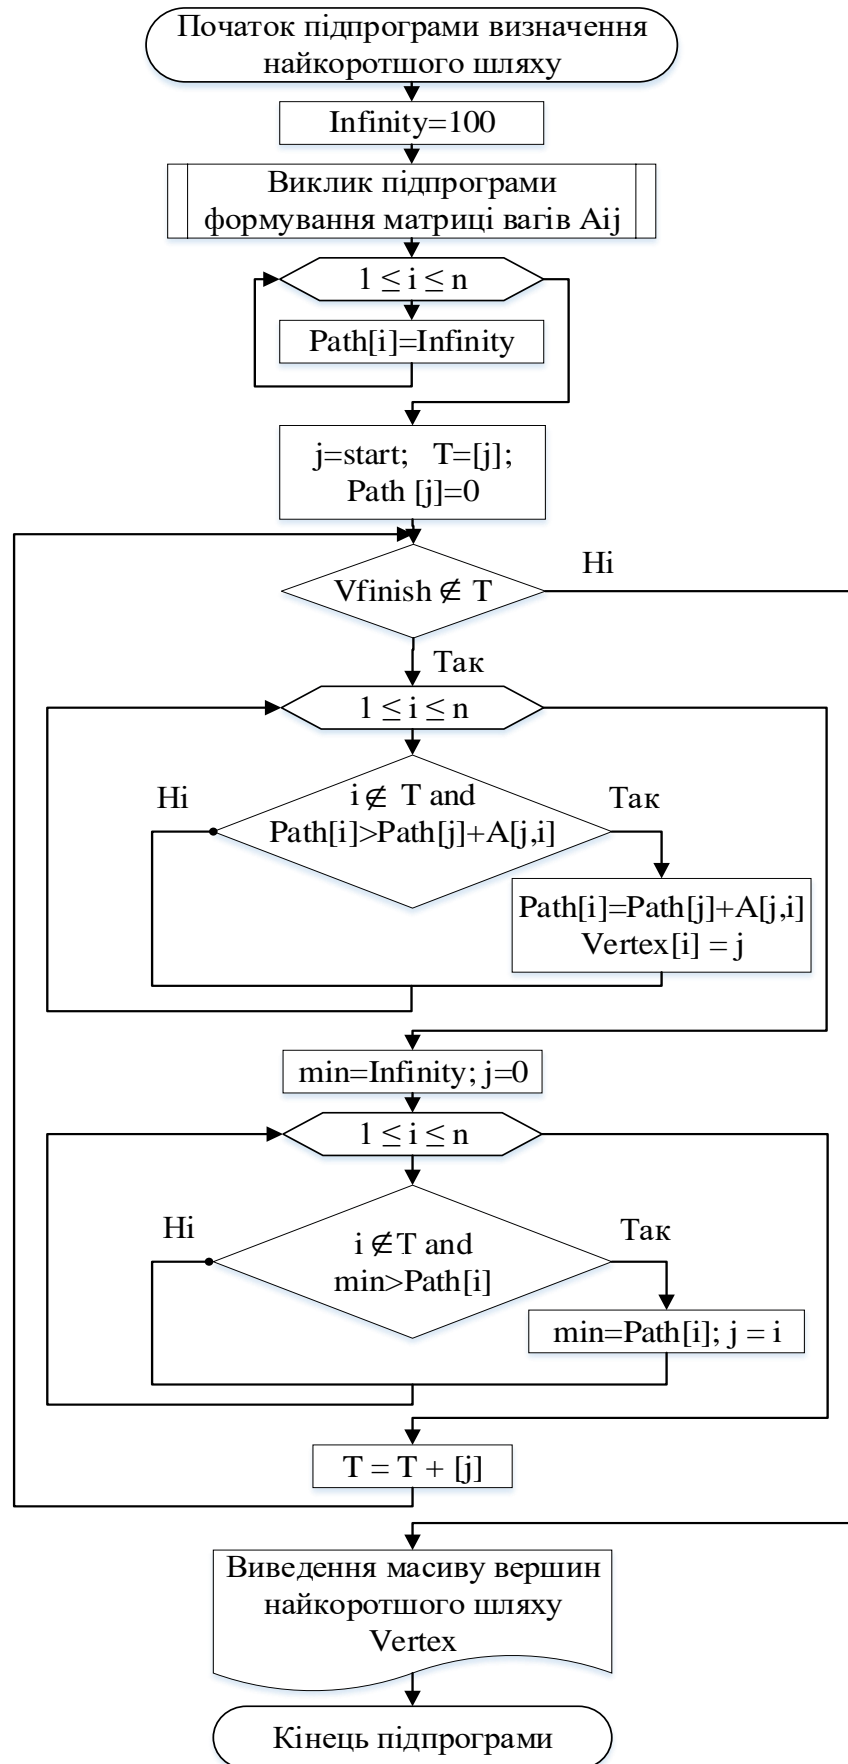 Початок підпрограми визначення
найкоротшого шляху
Infinity=100
Виклик підпрограми
формування матриці вагів Aij
1 ≤ i ≤ n
Path[i]=Infinity
j=start; T=[j];
Path [j]=0
Vfinish ∉ T
Ні
Так
1 ≤ i ≤ n
i ∉ T and
Path[i]>Path[j]+A[j,i]
Ні
Так
Path[i]=Path[j]+A[j,i]
Vertex[i] = j
min=Infinity; j=0
1 ≤ i ≤ n
i ∉T and
min>Path[i]
Ні
Так
min=Path[i]; j = i
T = T + [j]
Виведення масиву вершин
найкоротшого шляху
Vertex
Кінець підпрограми